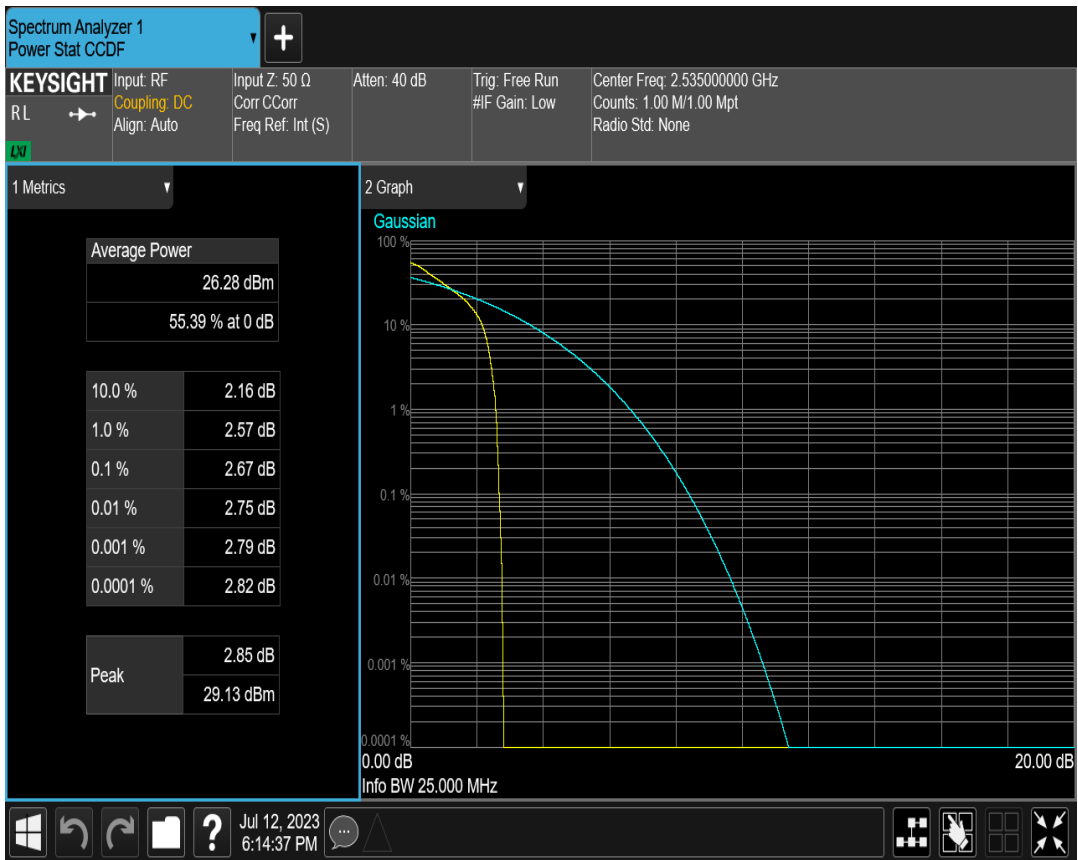 Spectrum Analyzer 1
Power Stat CCDF
KEYSIGHT
RL
LXI
Input: RF
Coupling: DC
Align: Auto
Input Z: 50 Ω
Corr CCorr
Freq Ref: Int (S)
Atten: 40 dB
Trig: Free Run
#IF Gain: Low
Center Freq: 2.535000000 GHz
Counts: 1.00 M/1.00 Mpt
Radio Std: None
1 Metrics
Average Power
26.28 dBm
55.39 % at 0 dB
10.0 % 2.16 dB
1.0 % 2.57 dB
0.1 % 2.67 dB
0.01 % 2.75 dB
0.001 % 2.79 dB
0.0001 % 2.82 dB
Peak 2.85 dB
29.13 dBm
2 Graph
Gaussian
100 %
10 %
1 %
0.1 %
0.01 %
0.001 %
0.0001 %
0.00 dB 20.00 dB
Info BW 25.000 MHz
Jul 12, 2023
6:14:37 PM